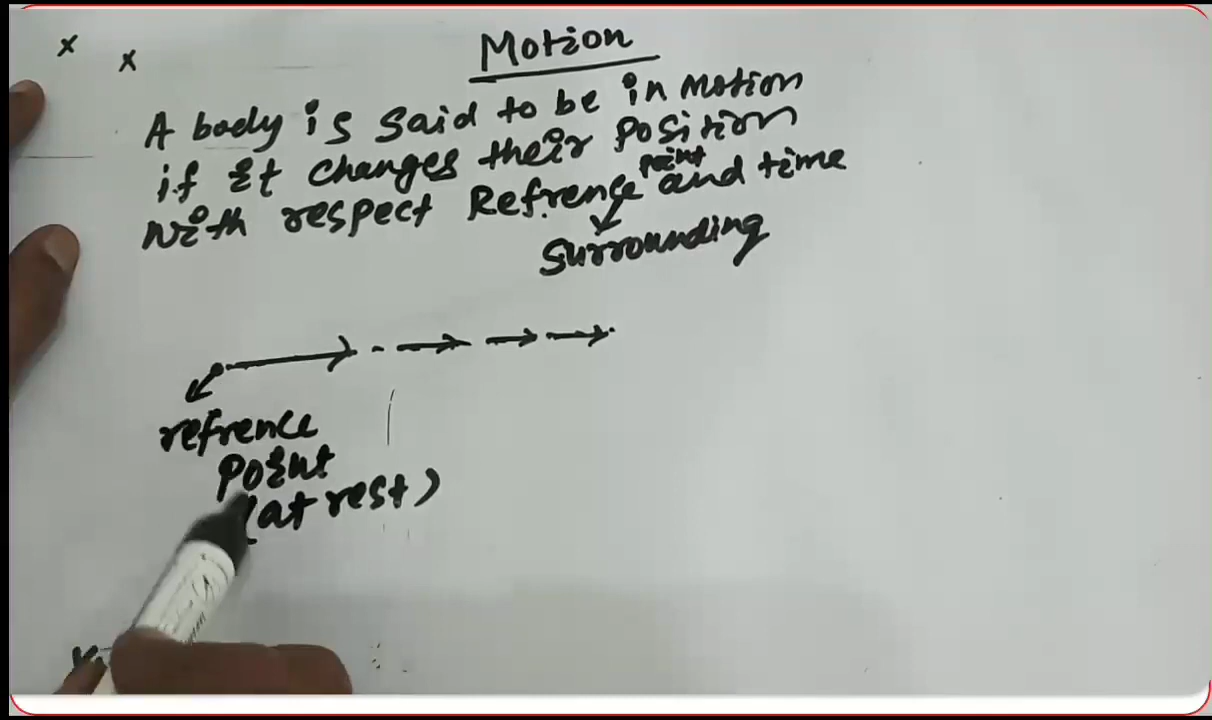 x x
Motion
A body is said to be in motion
if it changes their position
with respect Refrence point and time
surrounding
refrence
Point
(at rest)